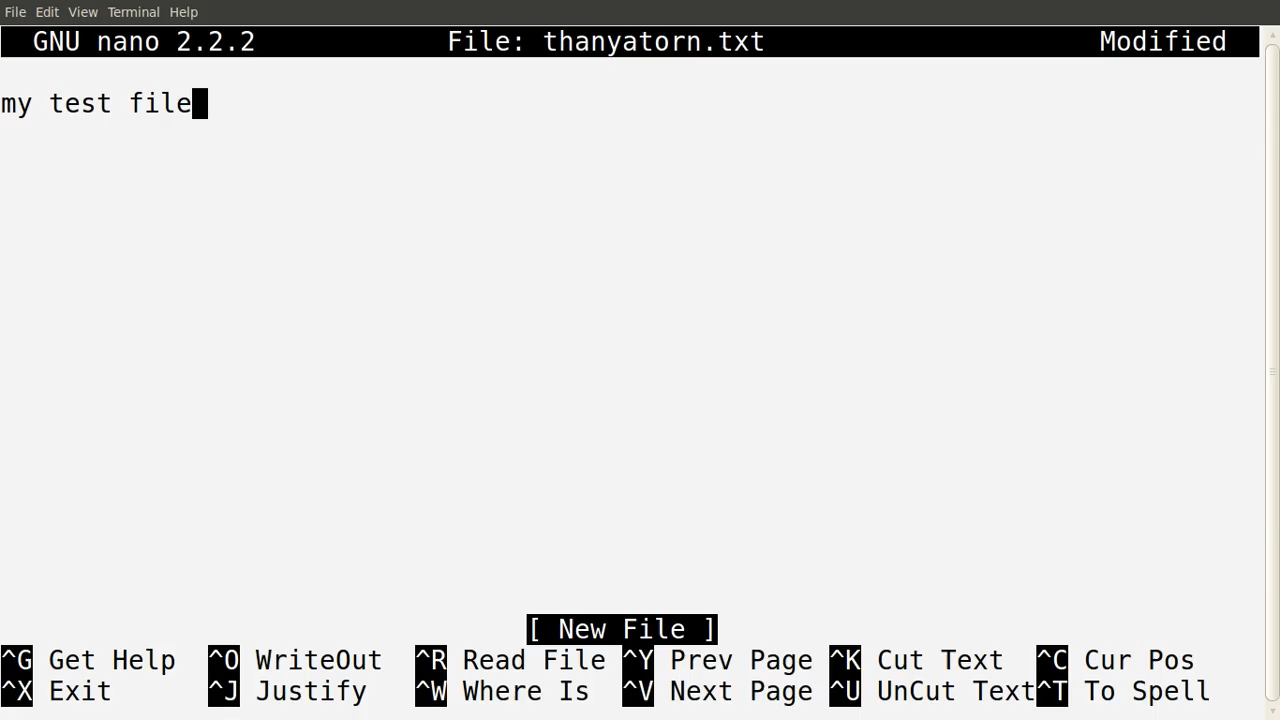 File Edit View Terminal Help
GNU nano 2.2.2 File: thanyatorn.txt Modified
my test file
[ New File ]
^G Get Help ^O WriteOut ^R Read File ^Y Prev Page ^K Cut Text ^C Cur Pos
^X Exit ^J Justify ^W Where Is ^V Next Page ^U UnCut Text ^T To Spell